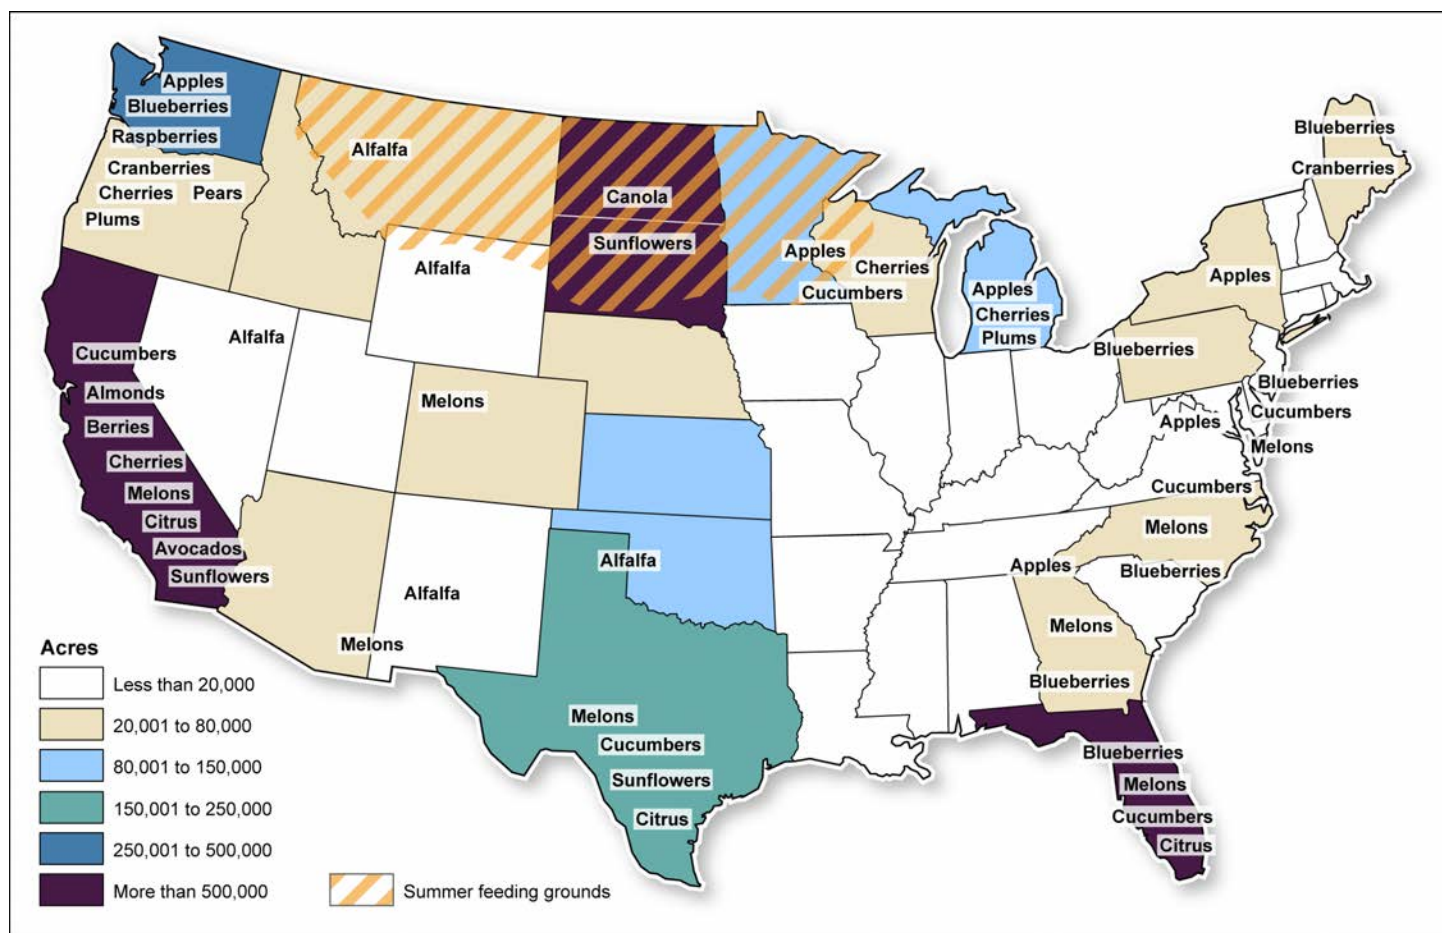 Apples
Blueberries
Raspberries
Cranberries
Cherries Pears
Plums
Alfalfa
Canola
Sunflowers
Alfalfa
Apples
Cherries
Cucumbers
Apples
Cherries
Plums
Blueberries
Cranberries
Apples
Blueberries
Blueberries
Cucumbers
Melons
Apples
Cucumbers
Melons
Blueberries
Apples
Melons
Blueberries
Blueberries
Melons
Cucumbers
Citrus
Alfalfa
Cucumbers
Almonds
Berries
Cherries
Melons
Citrus
Avocados
Sunflowers
Melons
Alfalfa
Alfalfa
Melons
Melons
Cucumbers
Sunflowers
Citrus
Acres
Less than 20,000
20,001 to 80,000
80,001 to 150,000
150,001 to 250,000
250,001 to 500,000
More than 500,000
Summer feeding grounds